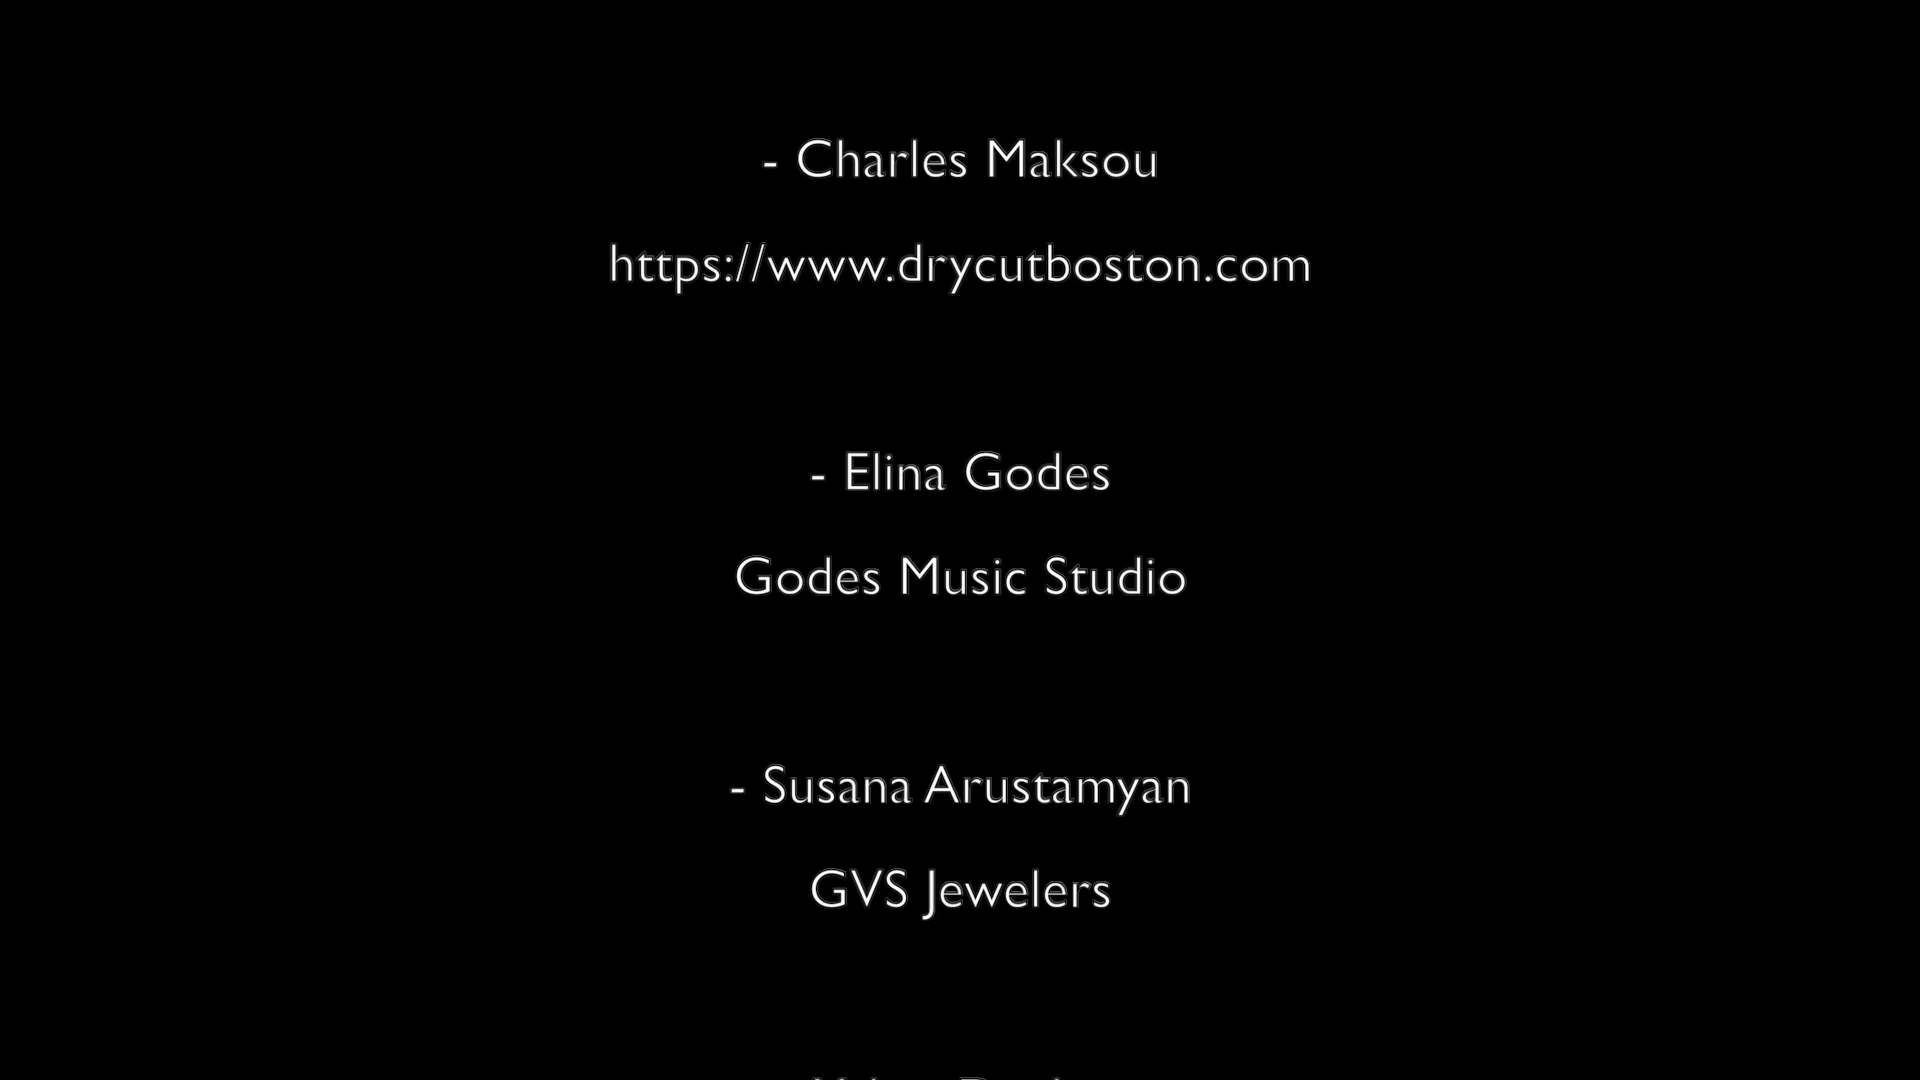 - Charles Maksou
https://www.drycutboston.com
- Elina Godes
Godes Music Studio
- Susana Arustamyan
GVS Jewelers